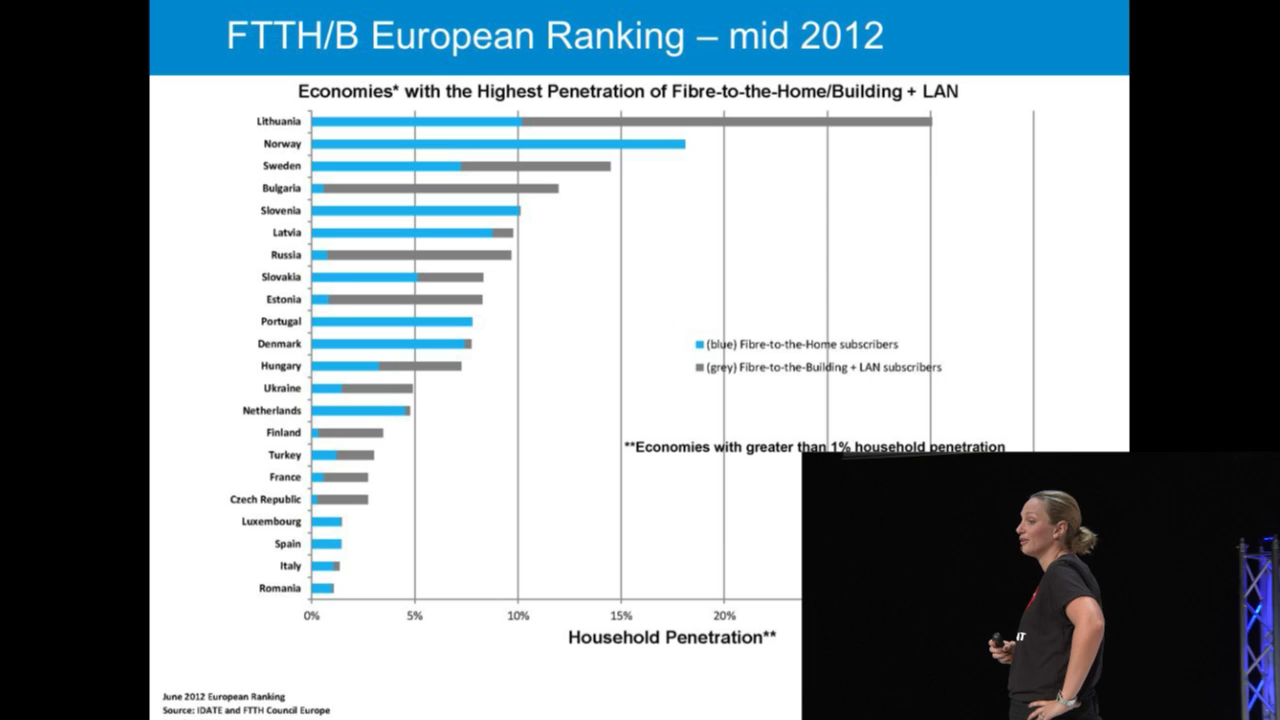 FTTH/B European Ranking – mid 2012
Economies* with the Highest Penetration of Fibre-to-the-Home/Building + LAN
Lithuania
Norway
Sweden
Bulgaria
Slovenia
Latvia
Russia
Slovakia
Estonia
Portugal
Denmark
(blue) Fibre-to-the-Home subscribers
Hungary
(grey) Fibre-to-the-Building + LAN subscribers
Ukraine
Netherlands
Finland
**Economies with greater than 1% household penetration
Turkey
France
Czech Republic
Luxembourg
Spain
Italy
Romania
0% 5% 10% 15% 20%
Household Penetration**
June 2012 European Ranking
Source: IDATE and FTTH Council Europe